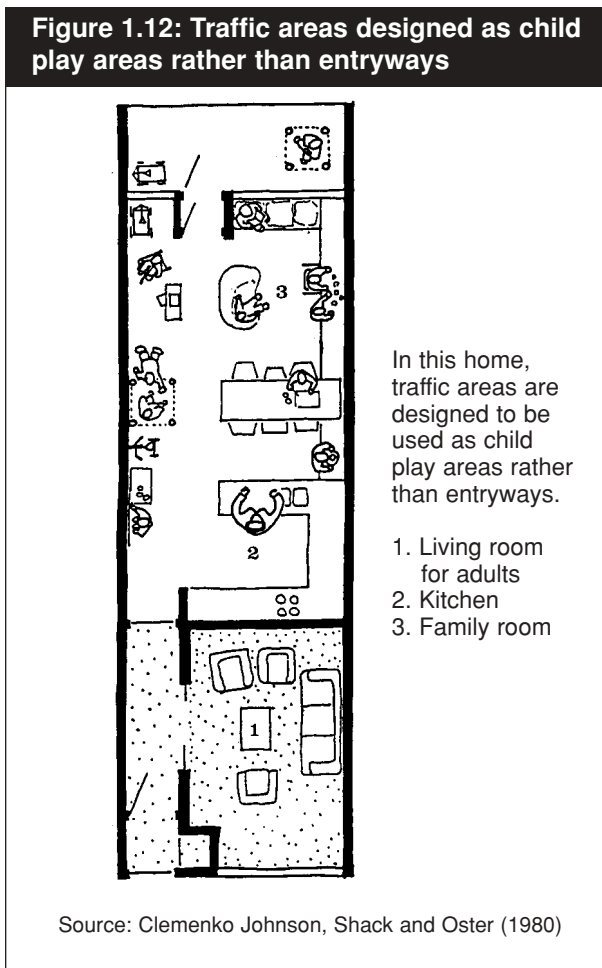 Figure 1.12: Traffic areas designed as child
play areas rather than entryways
3
2
1
In this home,
traffic areas are
designed to be
used as child
play areas rather
than entryways.
1. Living room
for adults
2. Kitchen
3. Family room
Source: Clemenko Johnson, Shack and Oster (1980)